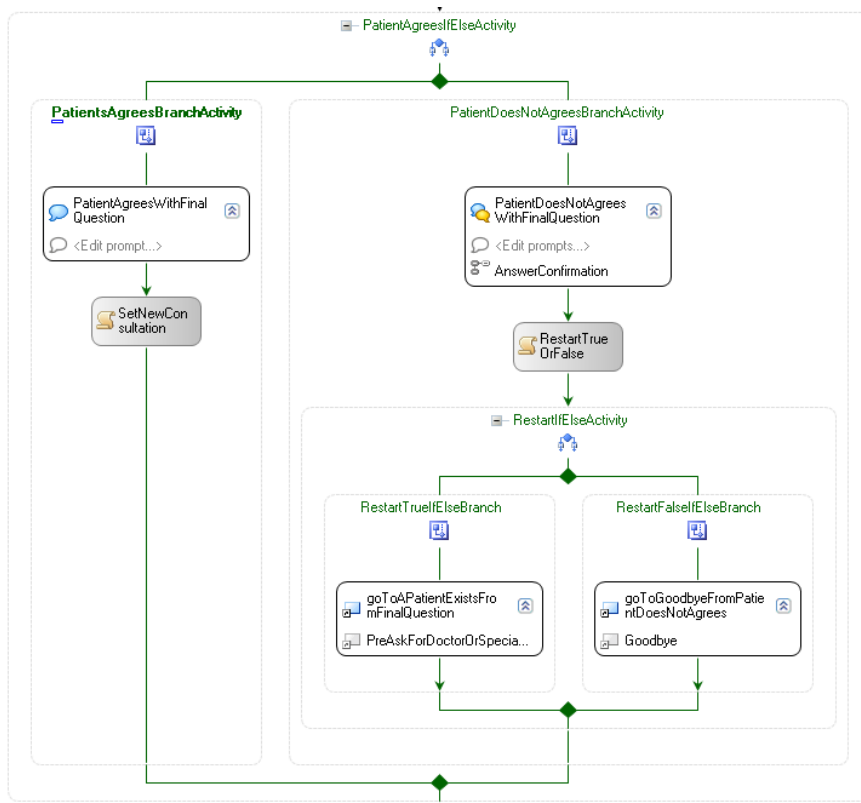 PatientAgreesIfElseActivity
PatientsAgreesBranchActivity
PatientAgreesWithFinal
Question
<Edit prompt...>
SetNewCon
sultation
PatientDoesNotAgreesBranchActivity
PatientDoesNotAgrees
WithFinalQuestion
<Edit prompts...>
AnswerConfirmation
RestartTrue
OrFalse
RestartIfElseActivity
RestartTrueIfElseBranch
goToAPatientExistsFro
mFinalQuestion
PreAskForDoctorOrSpecia...
RestartFalseIfElseBranch
goToGoodbyeFromPatie
ntDoesNotAgrees
Goodbye